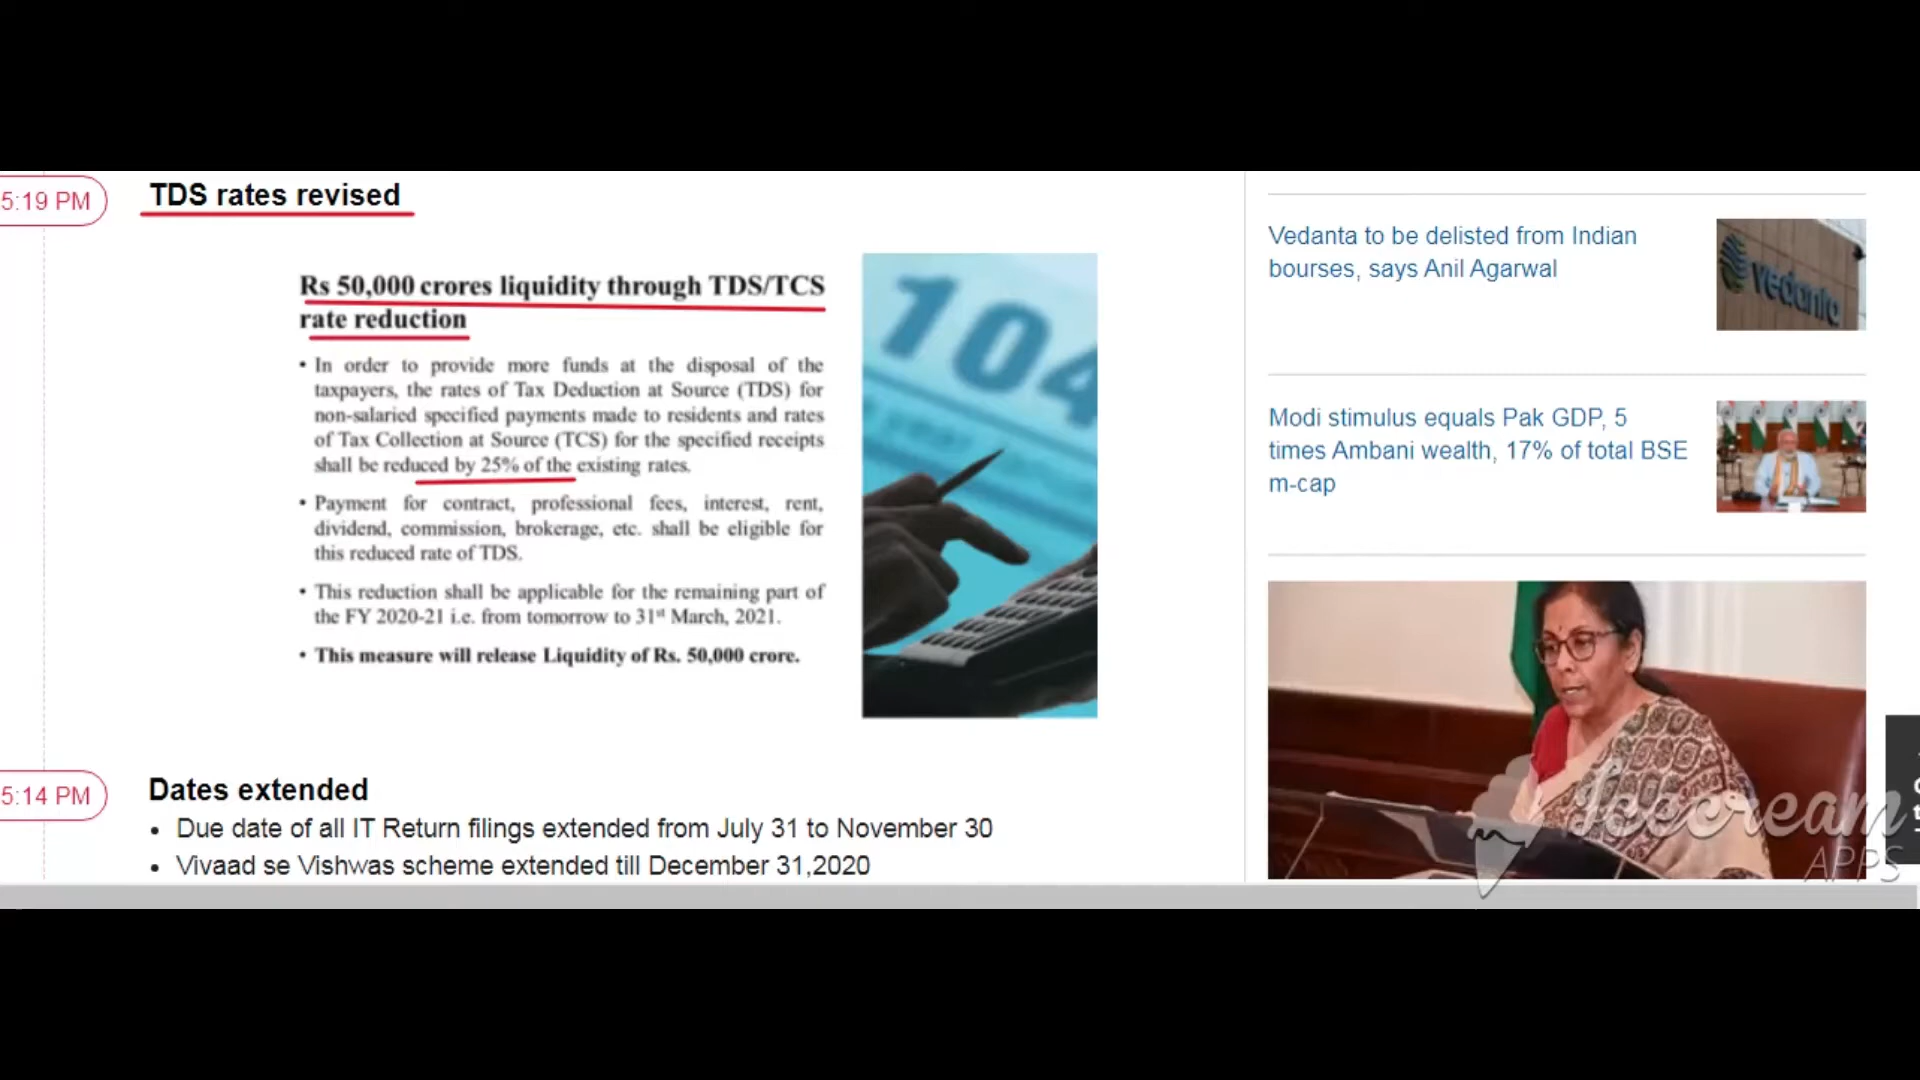 5:19 PM
TDS rates revised
Rs 50,000 crores liquidity through TDS/TCS
rate reduction
• In order to provide more funds at the disposal of the
taxpayers, the rates of Tax Deduction at Source (TDS) for
non-salaried specified payments made to residents and rates
of Tax Collection at Source (TCS) for the specified receipts
shall be reduced by 25% of the existing rates.
• Payment for contract, professional fees, interest, rent,
dividend, commission, brokerage, etc. shall be eligible for
this reduced rate of TDS.
• This reduction shall be applicable for the remaining part of
the FY 2020-21 i.e. from tomorrow to 31st March, 2021.
• This measure will release Liquidity of Rs. 50,000 crore.
104
5:14 PM
Dates extended
• Due date of all IT Return filings extended from July 31 to November 30
• Vivaad se Vishwas scheme extended till December 31,2020
Vedanta to be delisted from Indian
bourses, says Anil Agarwal
vedanta
Modi stimulus equals Pak GDP, 5
times Ambani wealth, 17% of total BSE
m-cap
Icecream
APPS